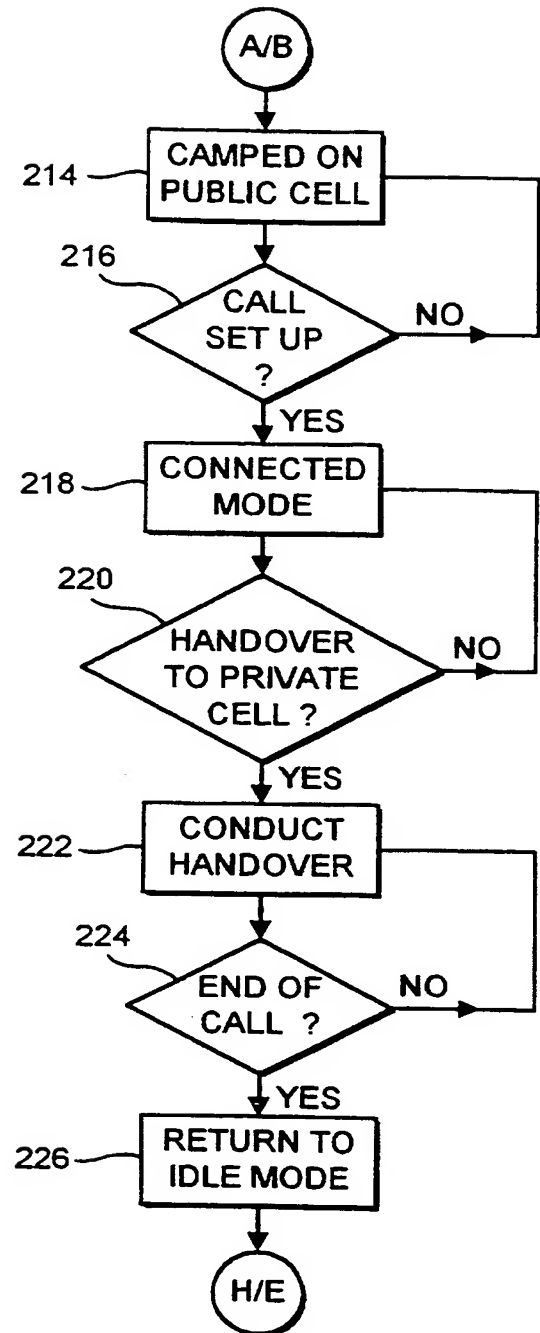 A/B
214
CAMPED ON
PUBLIC CELL
216
CALL
SET UP
?
NO
YES
218
CONNECTED
MODE
220
HANDOVER
TO PRIVATE
CELL ?
NO
YES
222
CONDUCT
HANDOVER
224
END OF
CALL ?
NO
YES
226
RETURN TO
IDLE MODE
H/E